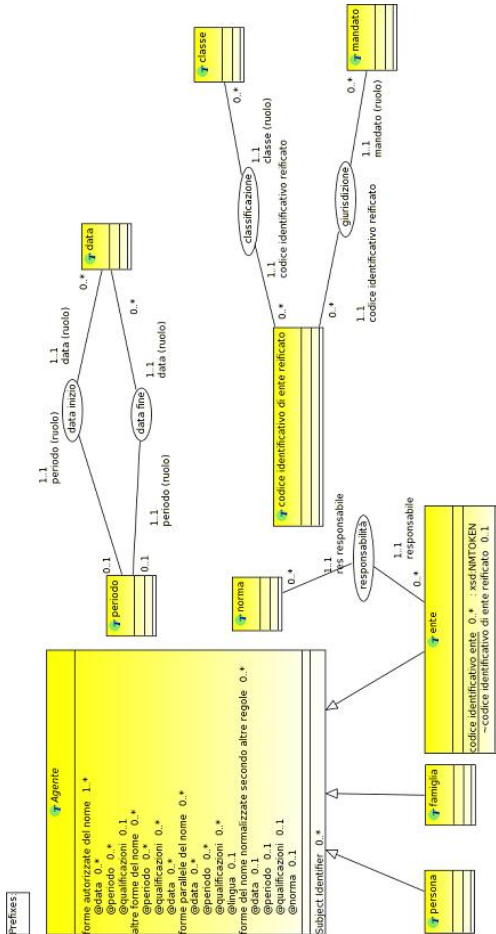 Prefixes:
T Agente
forme autorizzate del nome 1..*
@data 0..*
@periodo 0..*
@qualificazioni 0..1
altre forme del nome 0..*
@periodo 0..*
@qualificazioni 0..*
@data 0..*
forme parallele del nome 0..*
@data 0..*
@periodo 0..*
@qualificazioni 0..*
@lingua 0..1
forme del nome normalizzate secondo altre regole 0..*
@data 0..1
@periodo 0..1
@qualificazioni 0..1
@norma 0..1
Subject Identifier 0..*
T persona
T famiglia
T ente
codice identificativo ente 0..* : xsd:NMTOKEN
~codice identificativo di ente reificato 0..1
T periodo
0..1
0..1
1..1
periodo (ruolo)
1..1
periodo (ruolo)
data inizio
data fine
1..1
data (ruolo)
1..1
data (ruolo)
0..*
0..*
T data
T norma
0..*
1..1
res responsabile
responsabilità
1..1
responsabile
0..*
T codice identificativo di ente reificato
0..*
0..*
1..1
codice identificativo reificato
1..1
codice identificativo reificato
classificazione
giurisdizione
1..1
classe (ruolo)
1..1
mandato (ruolo)
0..*
0..*
T classe
T mandato